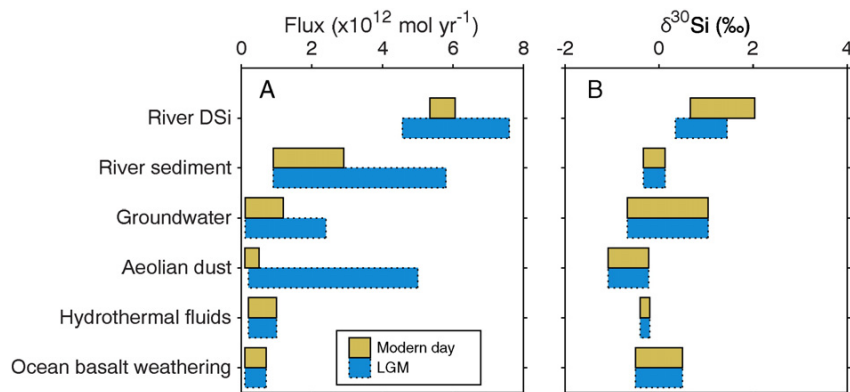 Flux (x10¹² mol yr⁻¹)
δ³⁰Si (‰)
0 2 4 6 8
-2 0 2 4
A
B
River DSi
River sediment
Groundwater
Aeolian dust
Hydrothermal fluids
Ocean basalt weathering
Modern day
LGM